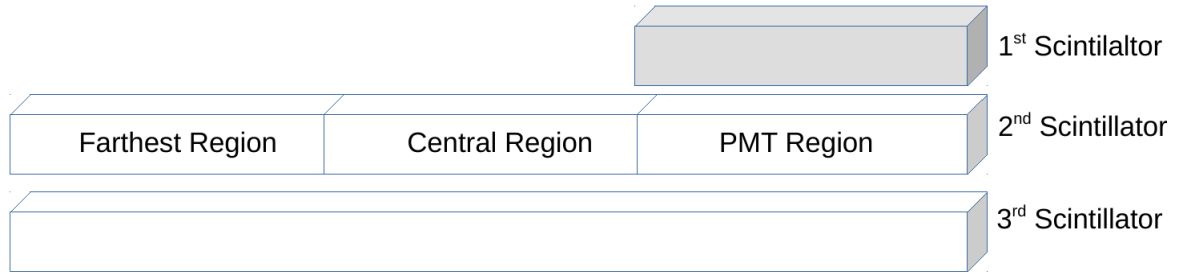 1st Scintilaltor
Farthest Region Central Region PMT Region 2nd Scintillator
3rd Scintillator